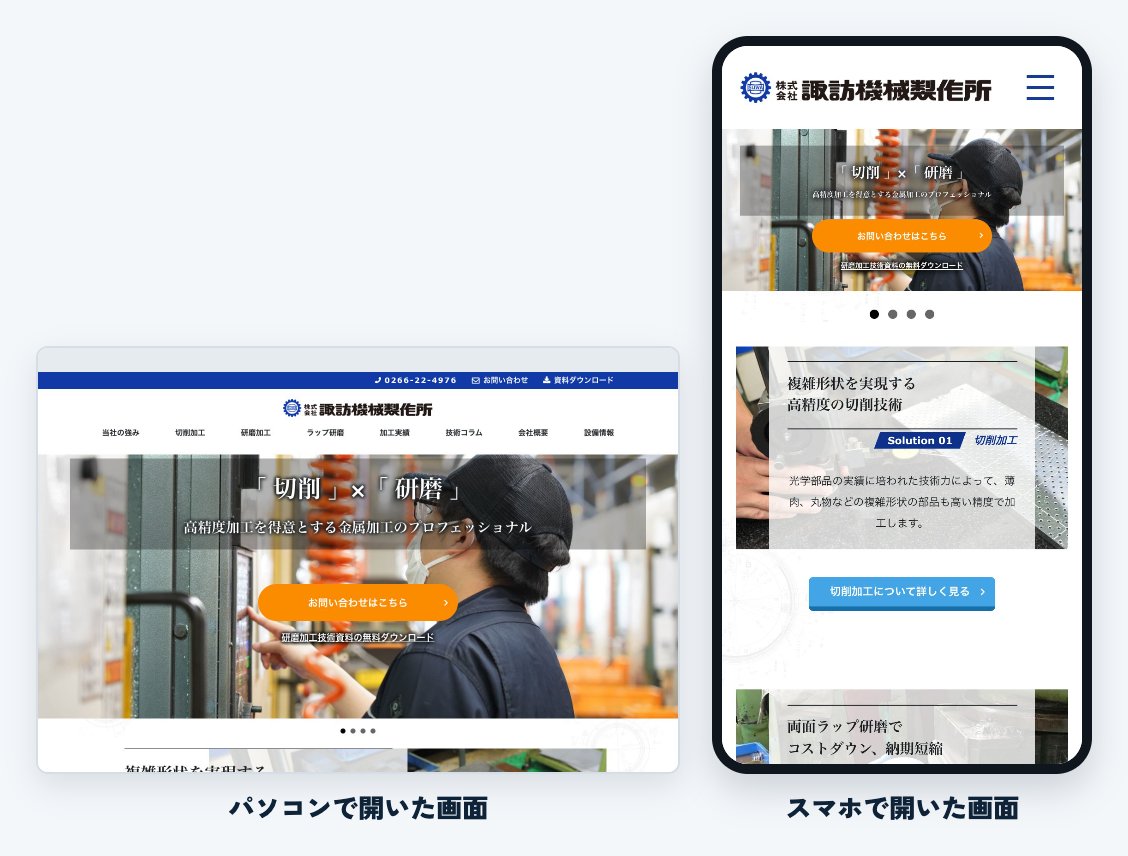 0266-22-4976 お問い合わせ 資料ダウンロード
株式会社 諏訪機械製作所
当社の強み 切削加工 研磨加工 ラップ研磨 加工実績 技術コラム 会社概要 設備情報
「 切削 」×「 研磨 」
高精度加工を得意とする金属加工のプロフェッショナル
お問い合わせはこちら
研磨加工技術資料の無料ダウンロード
複雑形状を実現する
パソコンで開いた画面
株式会社 諏訪機械製作所
「 切削 」×「 研磨 」
高精度加工を得意とする金属加工のプロフェッショナル
お問い合わせはこちら
研磨加工技術資料の無料ダウンロード
複雑形状を実現する
高精度の切削技術
Solution 01 切削加工
光学部品の実績に培われた技術力によって、薄
肉、丸物などの複雑形状の部品も高い精度で加
工します。
切削加工について詳しく見る
両面ラップ研磨で
コストダウン、納期短縮
スマホで開いた画面